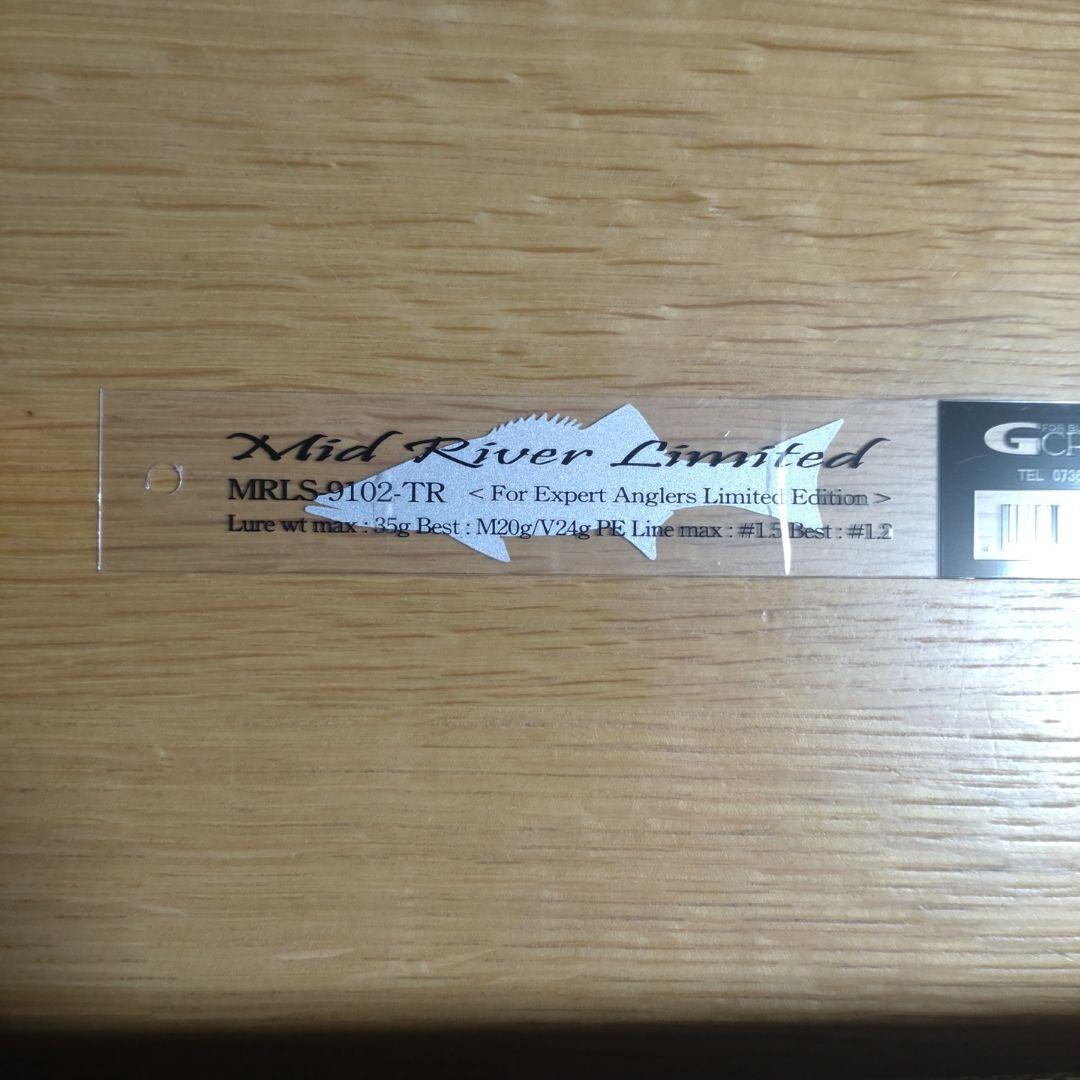 Mid River Limited
MRLS-9102-TR < For Expert Anglers Limited Edition >
Lure wt max : 35g Best : M20g/V24g PE Line max : #1.5 Best : #1.2
FOR
G
TEL